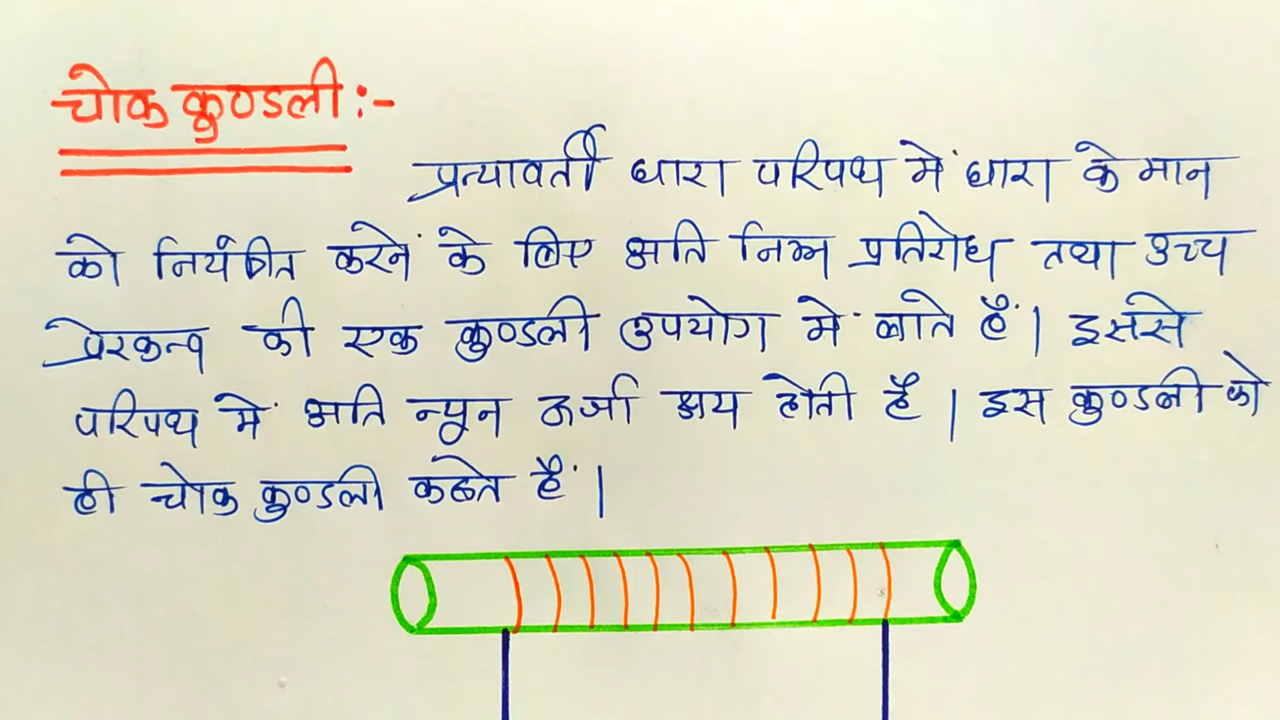 चोक कुण्डली :-
प्रत्यावर्ती धारा परिपथ में धारा के मान
को नियंत्रीत करनें के लिए अति निम्न प्रतिरोध तथा उच्च
प्रेरकत्व की एक कुण्डली उपयोग में लाते हैं। इससे
परिपथ में अति न्यून ऊर्जा क्षय होती है। इस कुण्डली को
ही चोक कुण्डली कहते हैं।